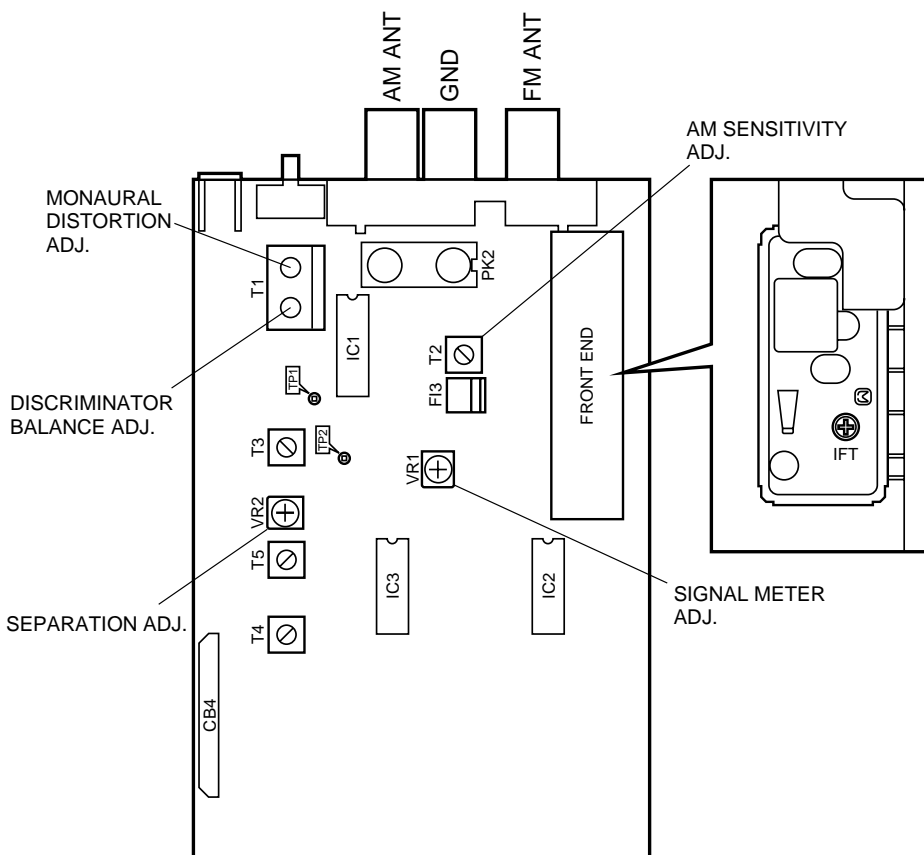 AM ANT
GND
FM ANT
AM SENSITIVITY
ADJ.
MONAURAL
DISTORTION
ADJ.
T1
PK2
IC1
T2
FI3
FRONT END
TP1
DISCRIMINATOR
BALANCE ADJ.
T3
TP2
VR1
IFT
VR2
T5
IC3
IC2
SIGNAL METER
ADJ.
SEPARATION ADJ.
T4
CB4